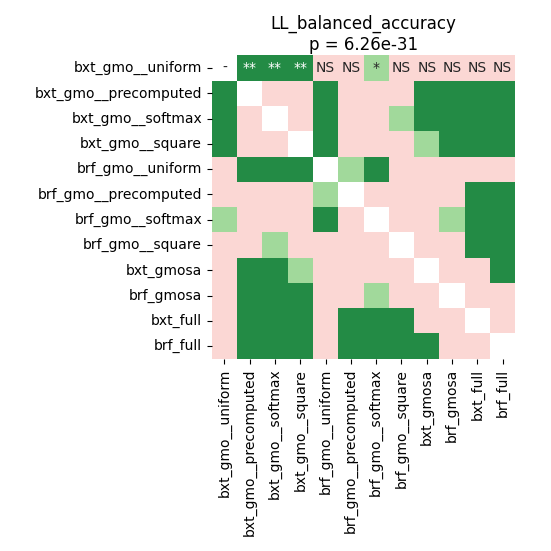 LL_balanced_accuracy
p = 6.26e-31
bxt_gmo__uniform - ** ** ** NS NS * NS NS NS NS NS
bxt_gmo__precomputed
bxt_gmo__softmax
bxt_gmo__square
brf_gmo__uniform
brf_gmo__precomputed
brf_gmo__softmax
brf_gmo__square
bxt_gmosa
brf_gmosa
bxt_full
brf_full
bxt_gmo__uniform
bxt_gmo__precomputed
bxt_gmo__softmax
bxt_gmo__square
brf_gmo__uniform
brf_gmo__precomputed
brf_gmo__softmax
brf_gmo__square
bxt_gmosa
brf_gmosa
bxt_full
brf_full